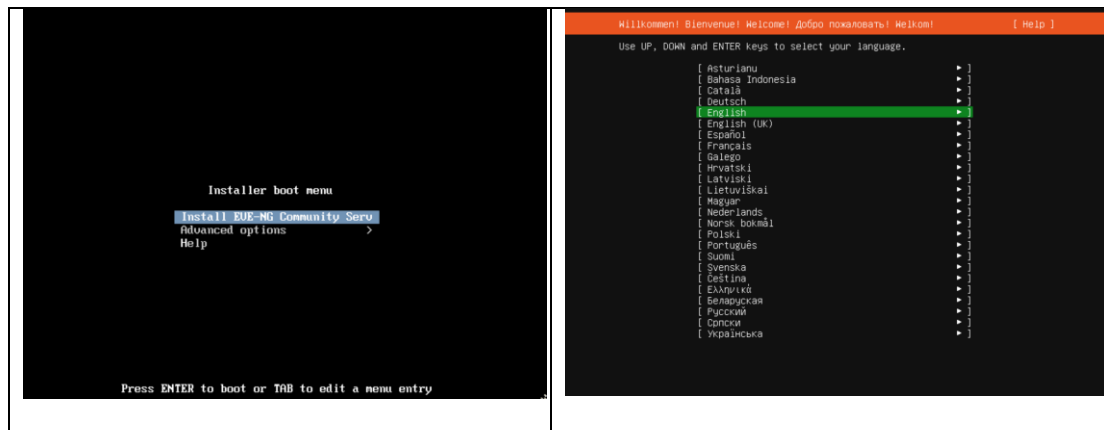 Installer boot menu
Install EVE-NG Community Serv
Advanced options >
Help
Press ENTER to boot or TAB to edit a menu entry
Willkommen! Bienvenue! Welcome! Добро пожаловать! Welkom! [ Help ]
Use UP, DOWN and ENTER keys to select your language.
[ Asturianu ▸ ]
[ Bahasa Indonesia ▸ ]
[ Català ▸ ]
[ Deutsch ▸ ]
[ English ▸ ]
[ English (UK) ▸ ]
[ Español ▸ ]
[ Français ▸ ]
[ Galego ▸ ]
[ Hrvatski ▸ ]
[ Latviski ▸ ]
[ Lietuviškai ▸ ]
[ Magyar ▸ ]
[ Nederlands ▸ ]
[ Norsk bokmål ▸ ]
[ Polski ▸ ]
[ Português ▸ ]
[ Suomi ▸ ]
[ Svenska ▸ ]
[ Čeština ▸ ]
[ Ελληνικά ▸ ]
[ Беларуская ▸ ]
[ Русский ▸ ]
[ Српски ▸ ]
[ Українська ▸ ]